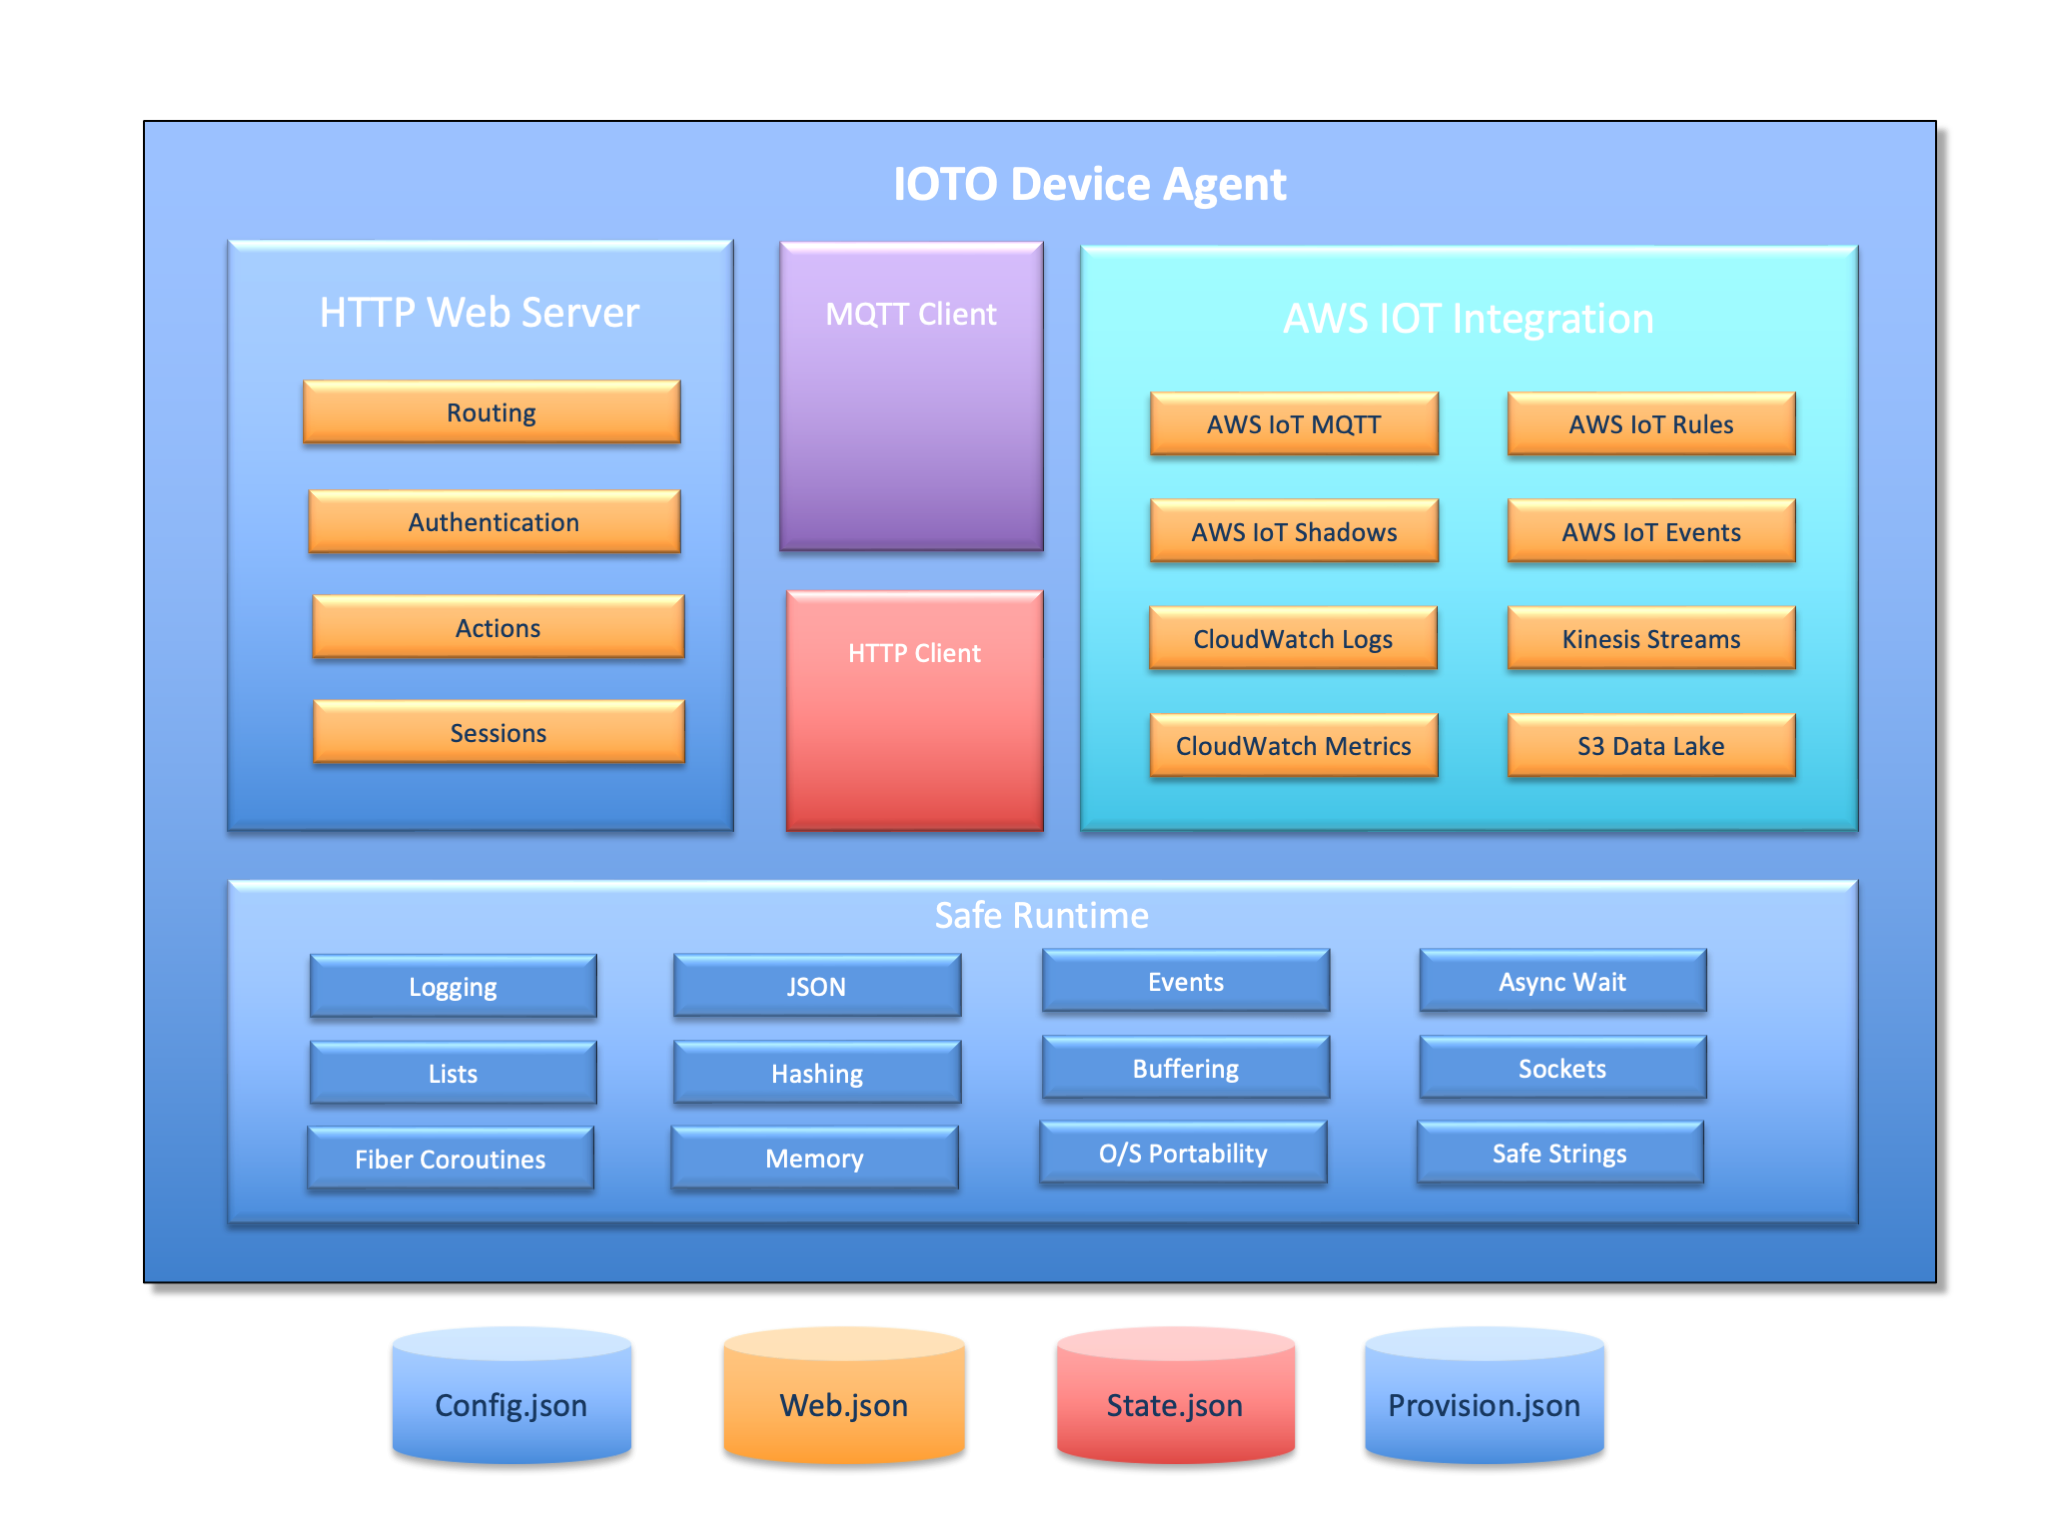 IOTO Device Agent
HTTP Web Server
Routing
Authentication
Actions
Sessions
MQTT Client
HTTP Client
AWS IOT Integration
AWS IoT MQTT
AWS IoT Rules
AWS IoT Shadows
AWS IoT Events
CloudWatch Logs
Kinesis Streams
CloudWatch Metrics
S3 Data Lake
Safe Runtime
Logging
JSON
Events
Async Wait
Lists
Hashing
Buffering
Sockets
Fiber Coroutines
Memory
O/S Portability
Safe Strings
Config.json
Web.json
State.json
Provision.json